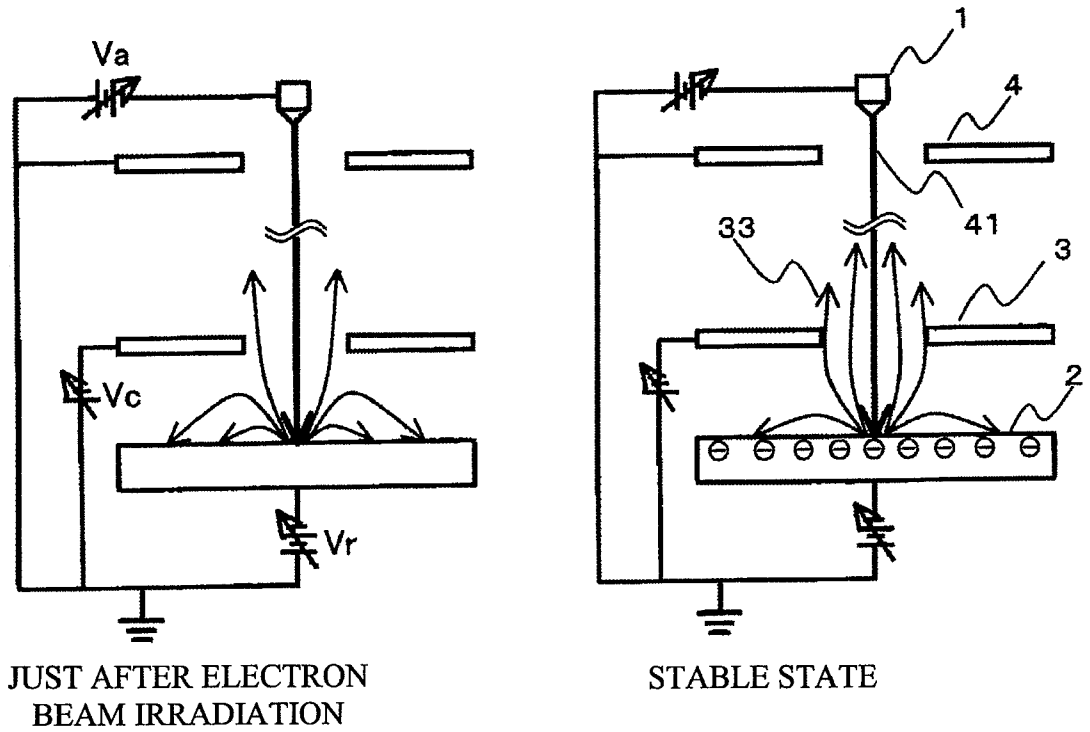 Va
1
4
33
41
3
Vc
2
Vr
JUST AFTER ELECTRON
BEAM IRRADIATION
STABLE STATE